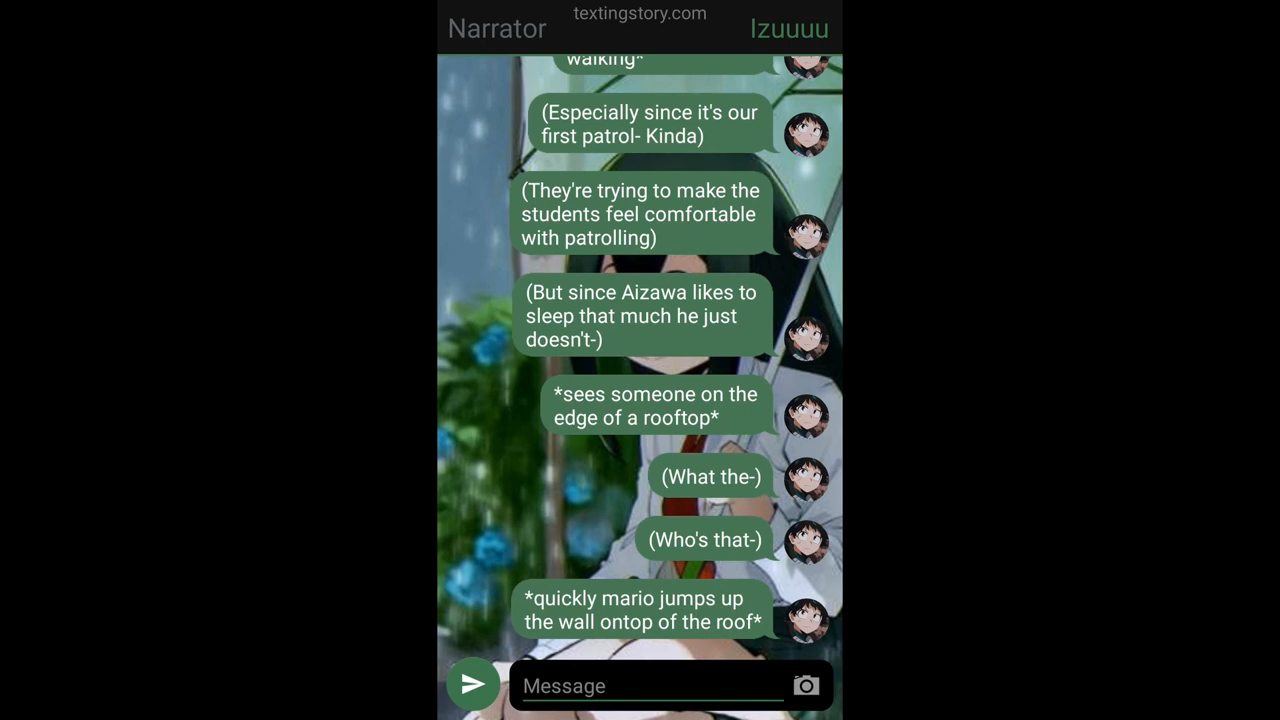 textingstory.com
Narrator
Izuuuu
walking*
(Especially since it's our
first patrol- Kinda)
(They're trying to make the
students feel comfortable
with patrolling)
(But since Aizawa likes to
sleep that much he just
doesn't-)
*sees someone on the
edge of a rooftop*
(What the-)
(Who's that-)
*quickly mario jumps up
the wall ontop of the roof*
Message